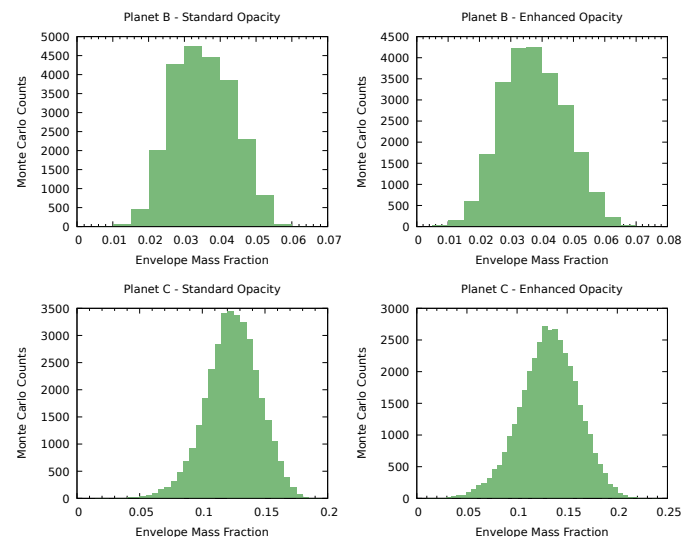 Planet B - Standard Opacity
5000
4500
4000
3500
3000
2500
2000
1500
1000
500
0
Monte Carlo Counts
0 0.01 0.02 0.03 0.04 0.05 0.06 0.07
Envelope Mass Fraction
Planet B - Enhanced Opacity
4500
4000
3500
3000
2500
2000
1500
1000
500
0
Monte Carlo Counts
0 0.01 0.02 0.03 0.04 0.05 0.06 0.07 0.08
Envelope Mass Fraction
Planet C - Standard Opacity
3500
3000
2500
2000
1500
1000
500
0
Monte Carlo Counts
0 0.05 0.1 0.15 0.2
Envelope Mass Fraction
Planet C - Enhanced Opacity
3000
2500
2000
1500
1000
500
0
Monte Carlo Counts
0 0.05 0.1 0.15 0.2 0.25
Envelope Mass Fraction